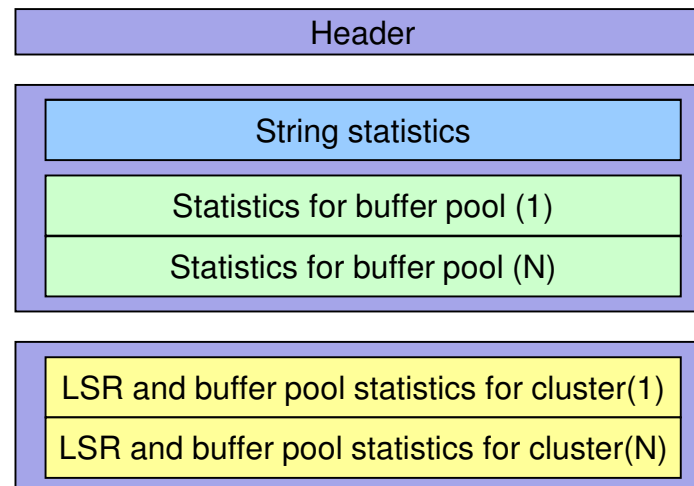 Header
String statistics
Statistics for buffer pool (1)
Statistics for buffer pool (N)
LSR and buffer pool statistics for cluster(1)
LSR and buffer pool statistics for cluster(N)